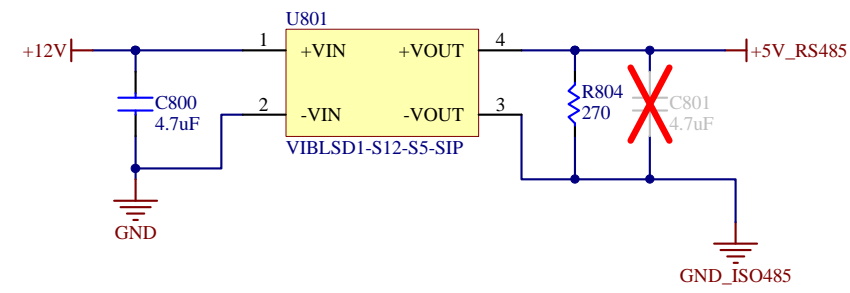 U801
+12V
1
+VIN
+VOUT
4
+5V_RS485
C800
4.7uF
2
-VIN
-VOUT
3
R804
270
C801
4.7uF
VIBLSD1-S12-S5-SIP
GND
GND_ISO485